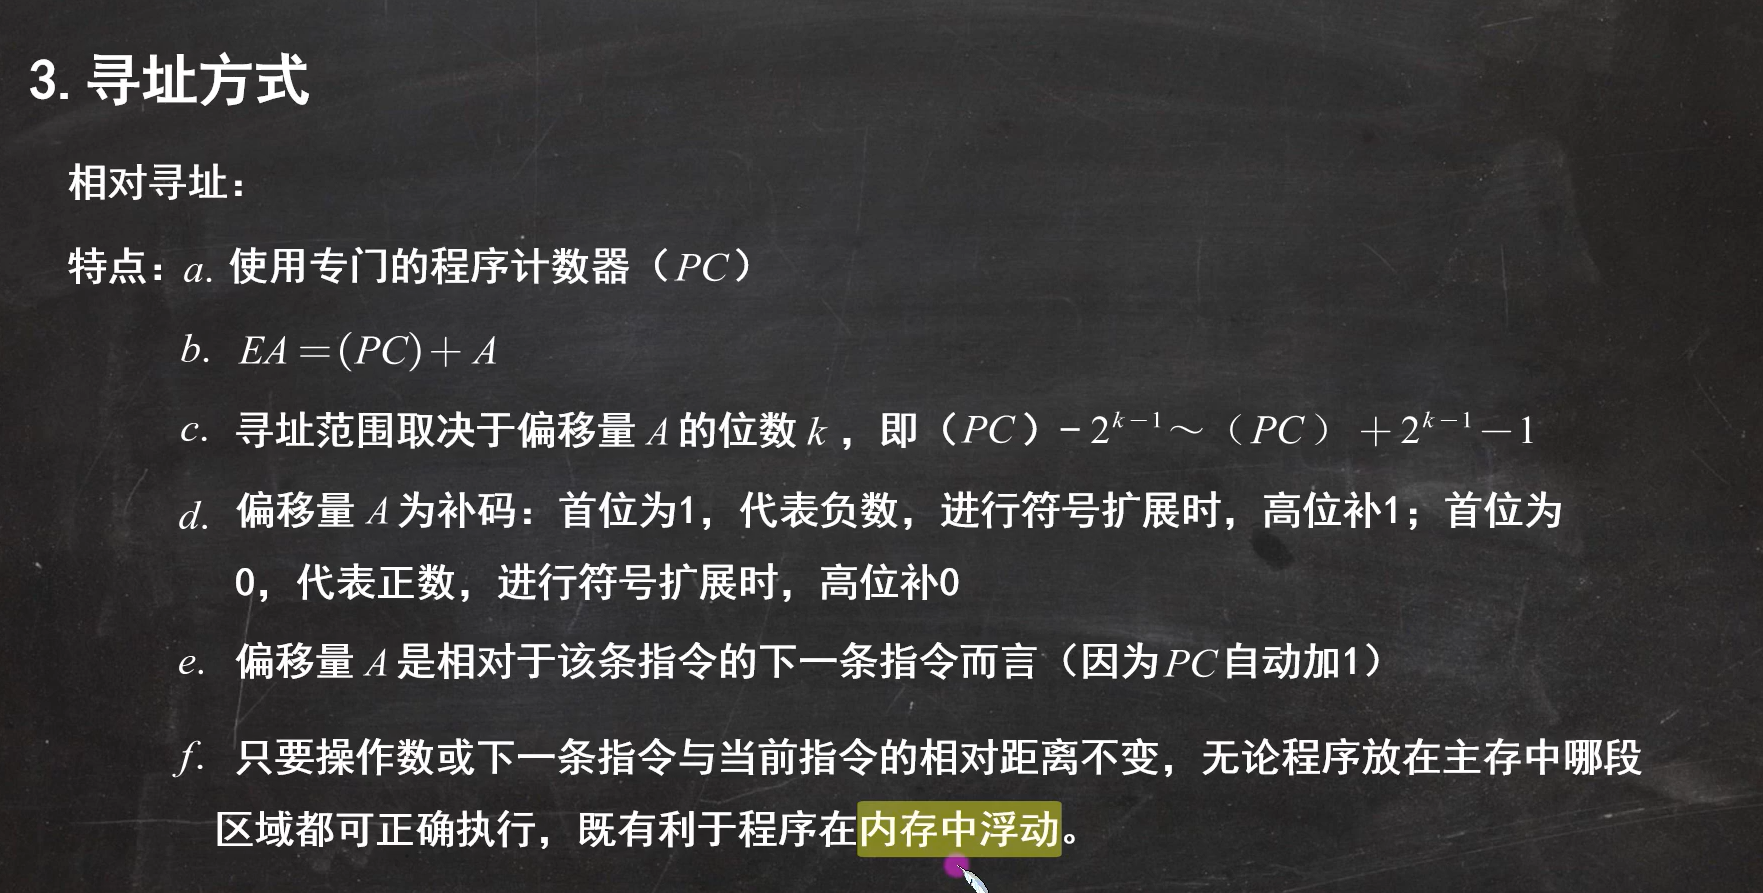 3. 寻址方式
相对寻址：
特点：a. 使用专门的程序计数器（PC）
b. EA＝(PC)＋A
c. 寻址范围取决于偏移量A的位数k，即（PC）－2^{k－1}～（PC）＋2^{k－1}－1
d. 偏移量A为补码：首位为1，代表负数，进行符号扩展时，高位补1；首位为
0，代表正数，进行符号扩展时，高位补0
e. 偏移量A是相对于该条指令的下一条指令而言（因为PC自动加1）
f. 只要操作数或下一条指令与当前指令的相对距离不变，无论程序放在主存中哪段
区域都可正确执行，既有利于程序在内存中浮动。